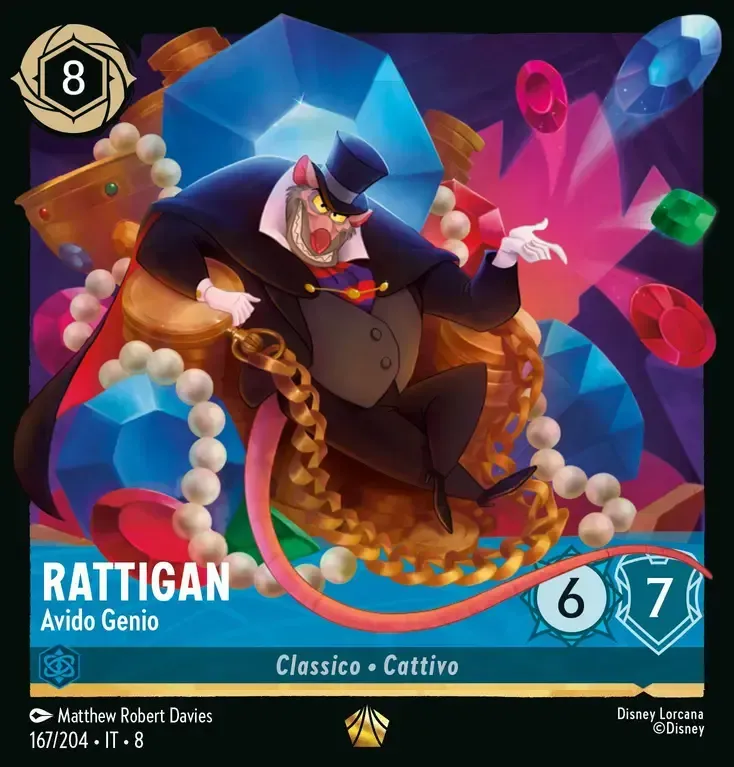 8
RATTIGAN
Avido Genio
6 7
Classico • Cattivo
Matthew Robert Davies
167/204 • IT • 8
Disney Lorcana
©Disney